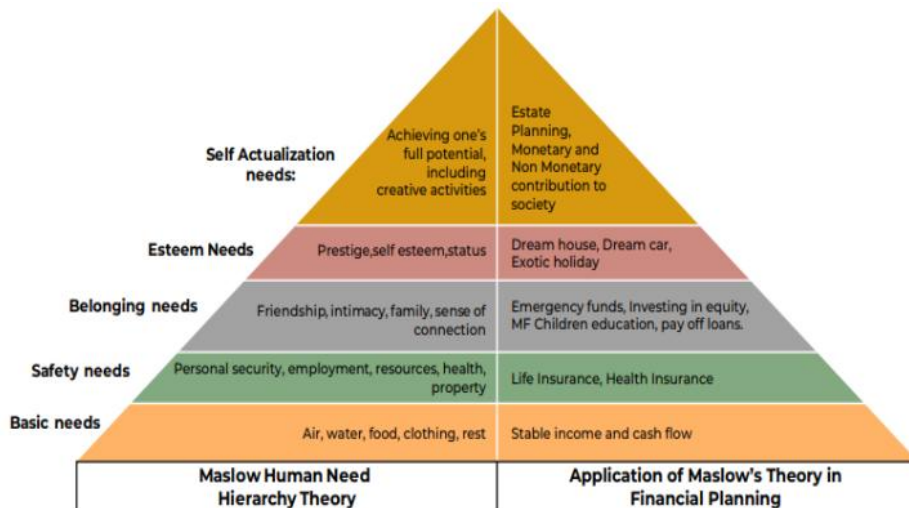 Self Actualization
needs:
Achieving one's
full potential,
including
creative activities
Estate
Planning,
Monetary and
Non Monetary
contribution to
society
Esteem Needs
Prestige,self esteem,status
Dream house, Dream car,
Exotic holiday
Belonging needs
Friendship, intimacy, family, sense of
connection
Emergency funds, Investing in equity,
MF Children education, pay off loans.
Safety needs
Personal security, employment, resources, health,
property
Life Insurance, Health Insurance
Basic needs
Air, water, food, clothing, rest
Stable income and cash flow
Maslow Human Need
Hierarchy Theory
Application of Maslow's Theory in
Financial Planning